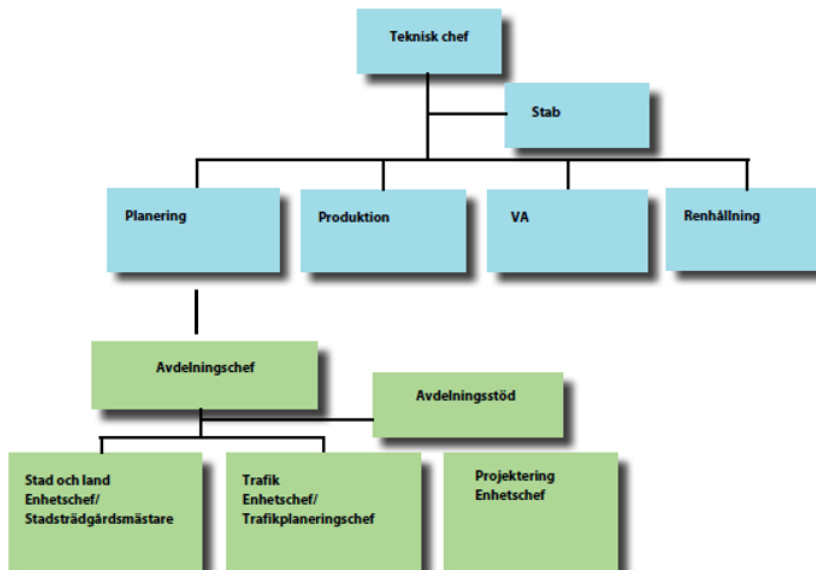 Teknisk chef
Stab
Planering
Produktion
VA
Renhållning
Avdelningschef
Avdelningsstöd
Stad och land
Enhetschef/
Stadsträdgårdsmästare
Trafik
Enhetschef/
Trafikplaneringschef
Projektering
Enhetschef